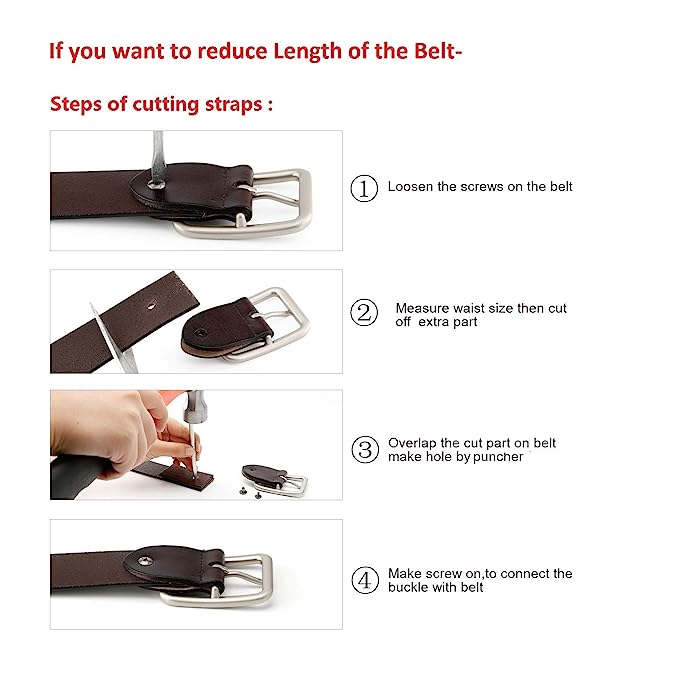 If you want to reduce Length of the Belt-
Steps of cutting straps :
1 Loosen the screws on the belt
2 Measure waist size then cut
off extra part
3 Overlap the cut part on belt
make hole by puncher
4 Make screw on,to connect the
buckle with belt